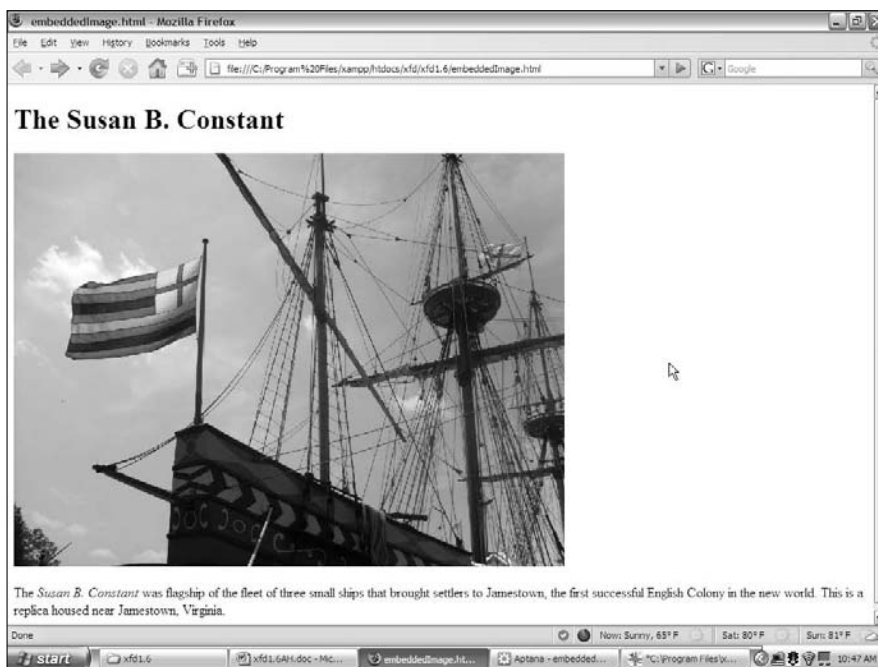 embeddedImage.html - Mozilla Firefox
File Edit View History Bookmarks Tools Help
file:///C:/Program%20Files/xampp/htdocs/xfd/xfd1.6/embeddedImage.html
G Google
The Susan B. Constant
The Susan B. Constant was flagship of the fleet of three small ships that brought settlers to Jamestown, the first successful English Colony in the new world. This is a
replica housed near Jamestown, Virginia.
Done Now: Sunny, 65° F Sat: 80° F Sun: 81° F
start xfd1.6 xfd1.6AH.doc - Mic... embeddedImage.ht... Aptana - embedded... *C:\Program Files\x... 10:47 AM